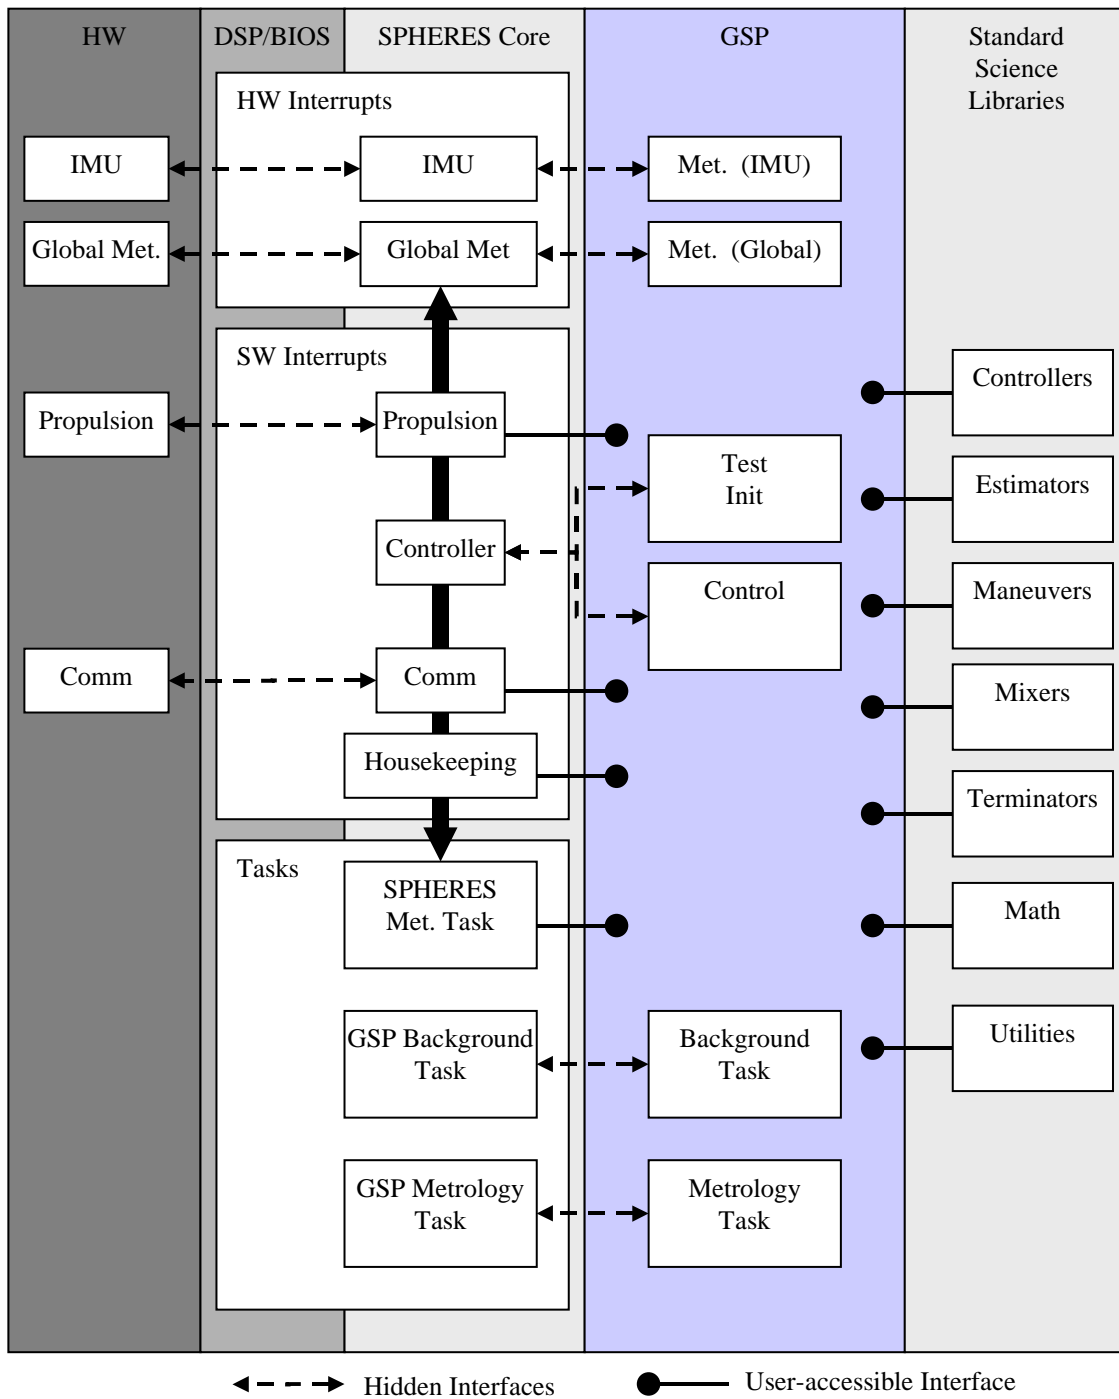 HW
DSP/BIOS
SPHERES Core
GSP
Standard
Science
Libraries
HW Interrupts
IMU
IMU
Met. (IMU)
Global Met.
Global Met
Met. (Global)
SW Interrupts
Controllers
Propulsion
Propulsion
Test
Init
Estimators
Controller
Control
Maneuvers
Comm
Comm
Mixers
Housekeeping
Terminators
Tasks
SPHERES
Met. Task
Math
GSP Background
Task
Background
Task
Utilities
GSP Metrology
Task
Metrology
Task
Hidden Interfaces
User-accessible Interface